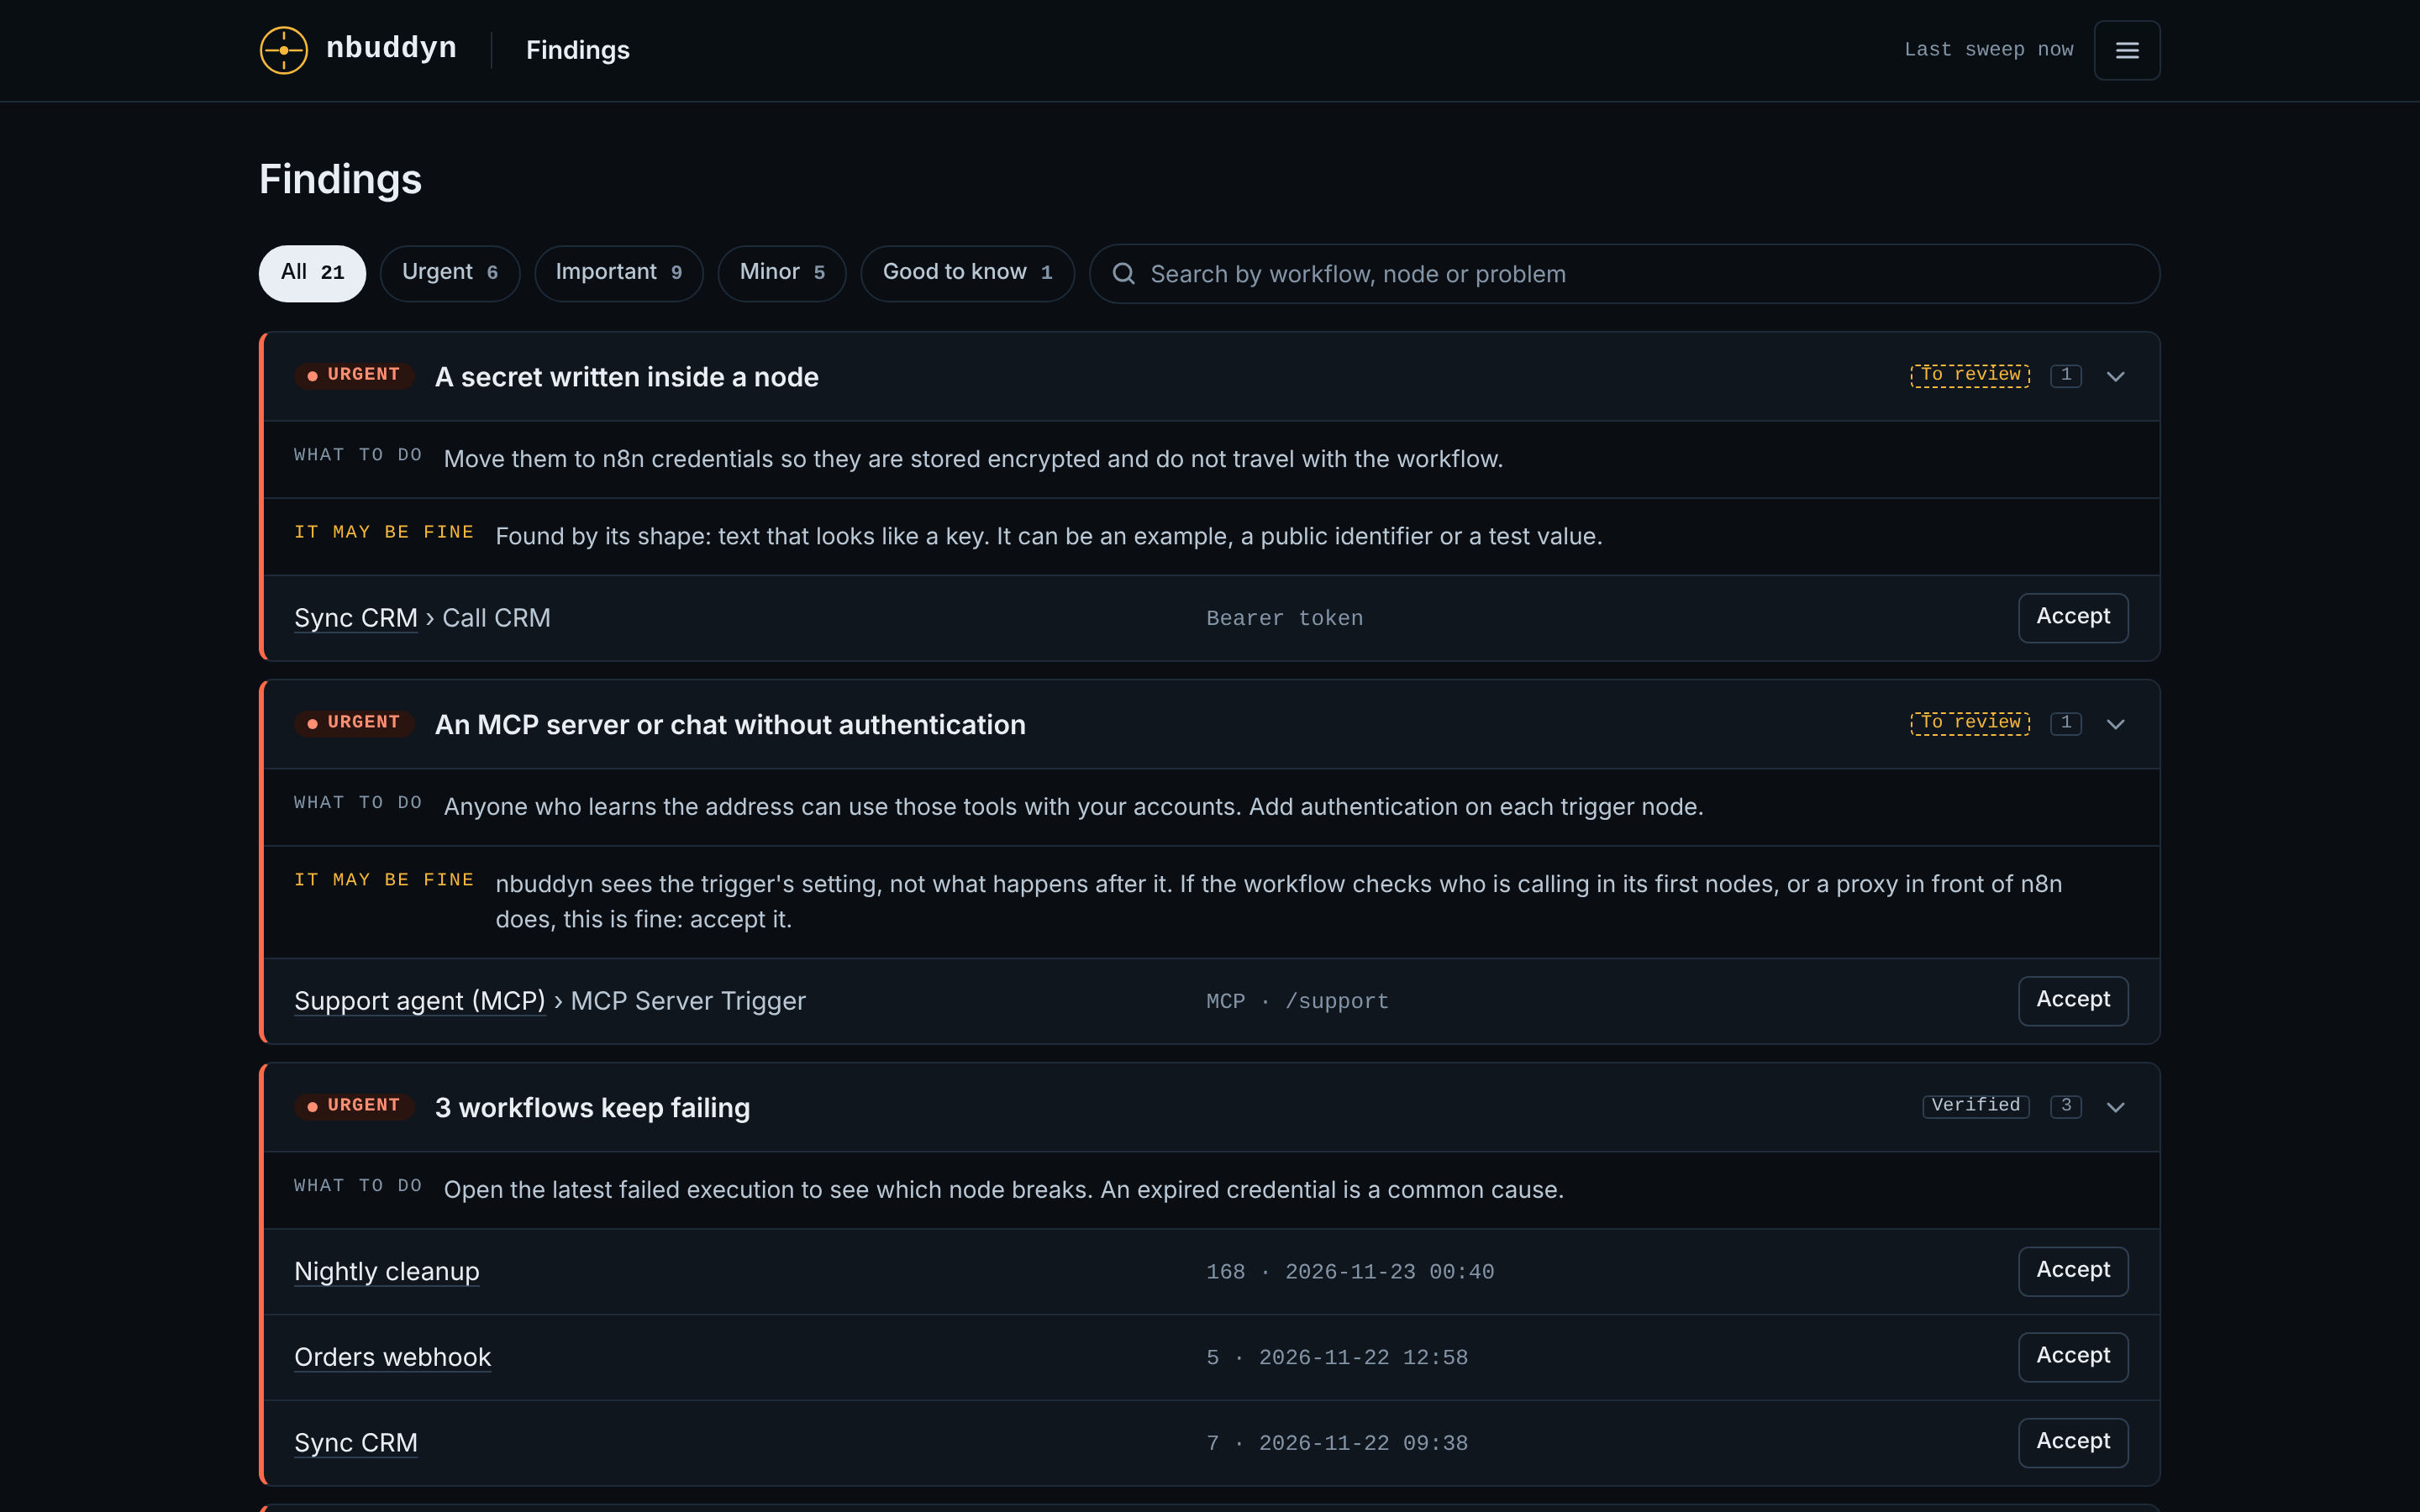 nbuddyn
Findings
Last sweep now
Findings
All 21
Urgent 6
Important 9
Minor 5
Good to know 1
Search by workflow, node or problem
URGENT A secret written inside a node To review 1
WHAT TO DO Move them to n8n credentials so they are stored encrypted and do not travel with the workflow.
IT MAY BE FINE Found by its shape: text that looks like a key. It can be an example, a public identifier or a test value.
Sync CRM › Call CRM Bearer token Accept
URGENT An MCP server or chat without authentication To review 1
WHAT TO DO Anyone who learns the address can use those tools with your accounts. Add authentication on each trigger node.
IT MAY BE FINE nbuddyn sees the trigger's setting, not what happens after it. If the workflow checks who is calling in its first nodes, or a proxy in front of n8n
does, this is fine: accept it.
Support agent (MCP) › MCP Server Trigger MCP · /support Accept
URGENT 3 workflows keep failing Verified 3
WHAT TO DO Open the latest failed execution to see which node breaks. An expired credential is a common cause.
Nightly cleanup 168 · 2026-11-23 00:40 Accept
Orders webhook 5 · 2026-11-22 12:58 Accept
Sync CRM 7 · 2026-11-22 09:38 Accept